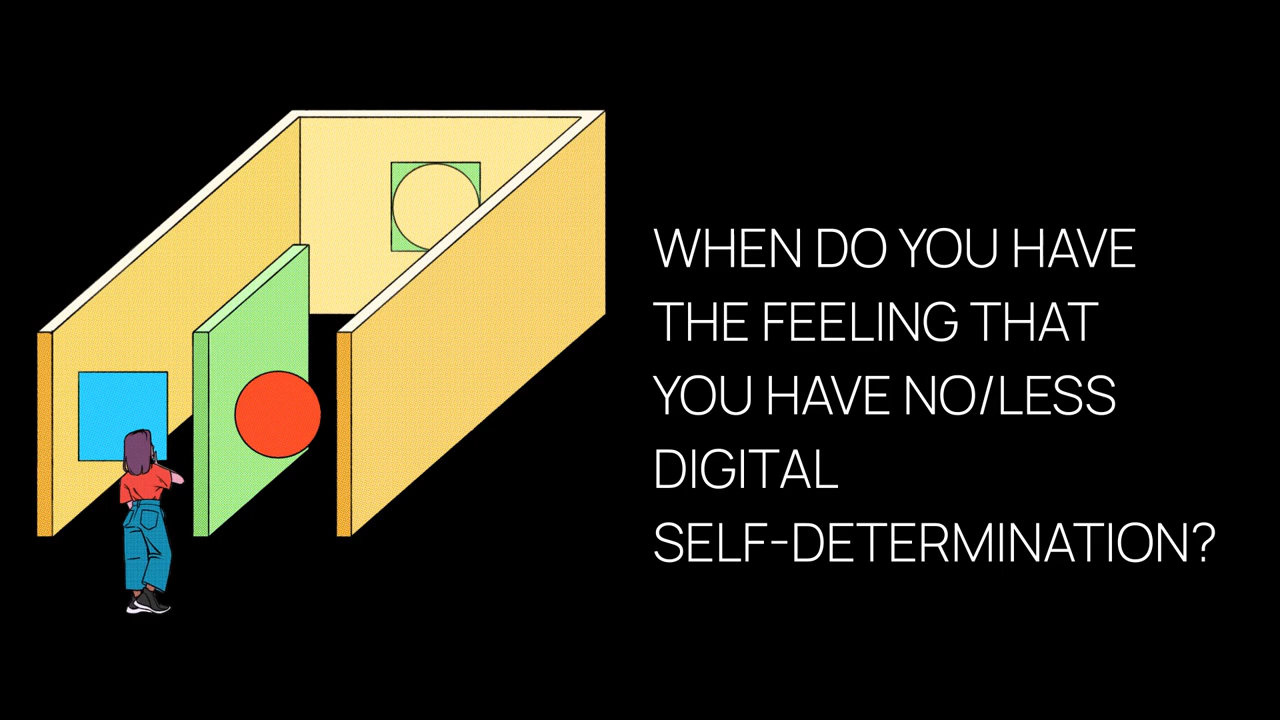 WHEN DO YOU HAVE
THE FEELING THAT
YOU HAVE NO/LESS
DIGITAL
SELF-DETERMINATION?